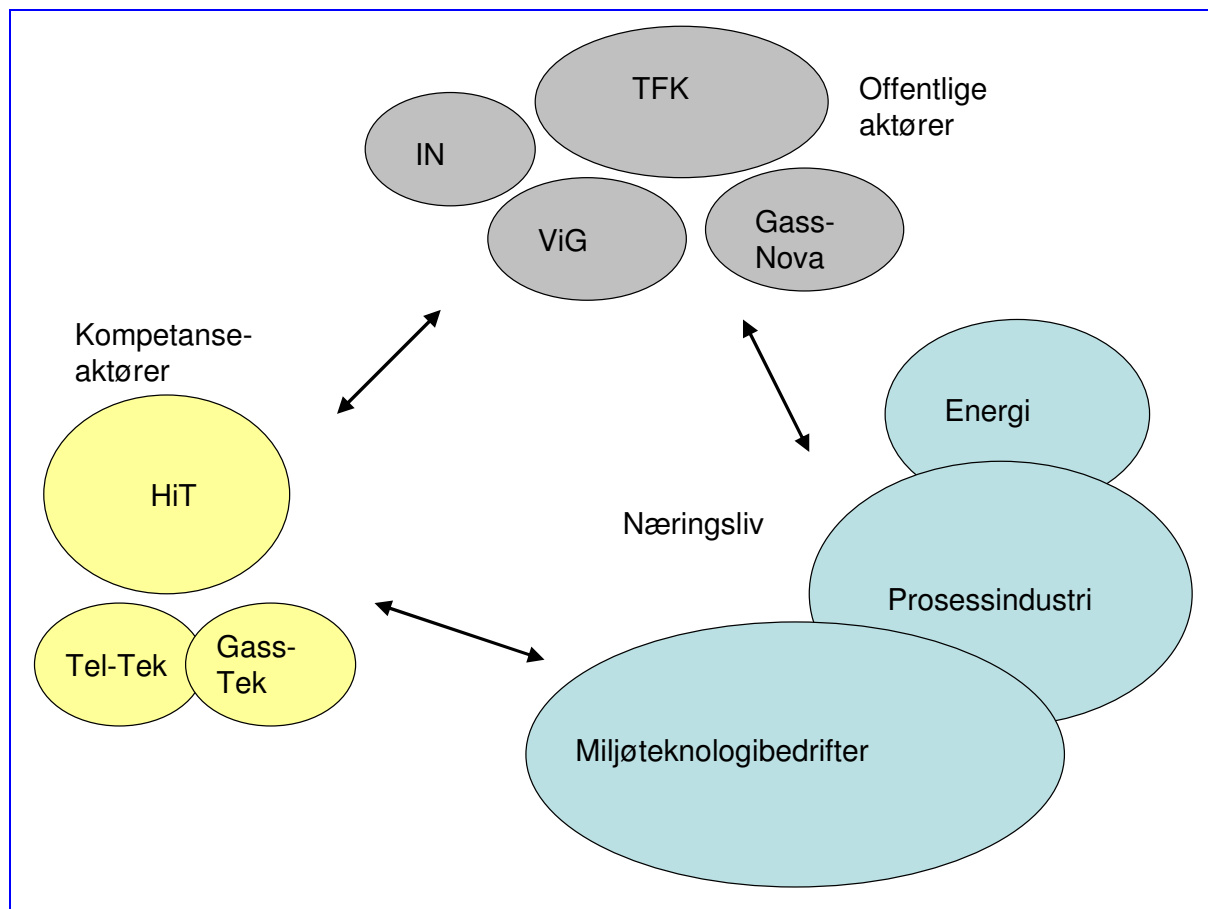 TFK
Offentlige
aktører
IN
ViG
Gass-
Nova
Kompetanse-
aktører
HiT
Tel-Tek
Gass-
Tek
Energi
Næringsliv
Prosessindustri
Miljøteknologibedrifter